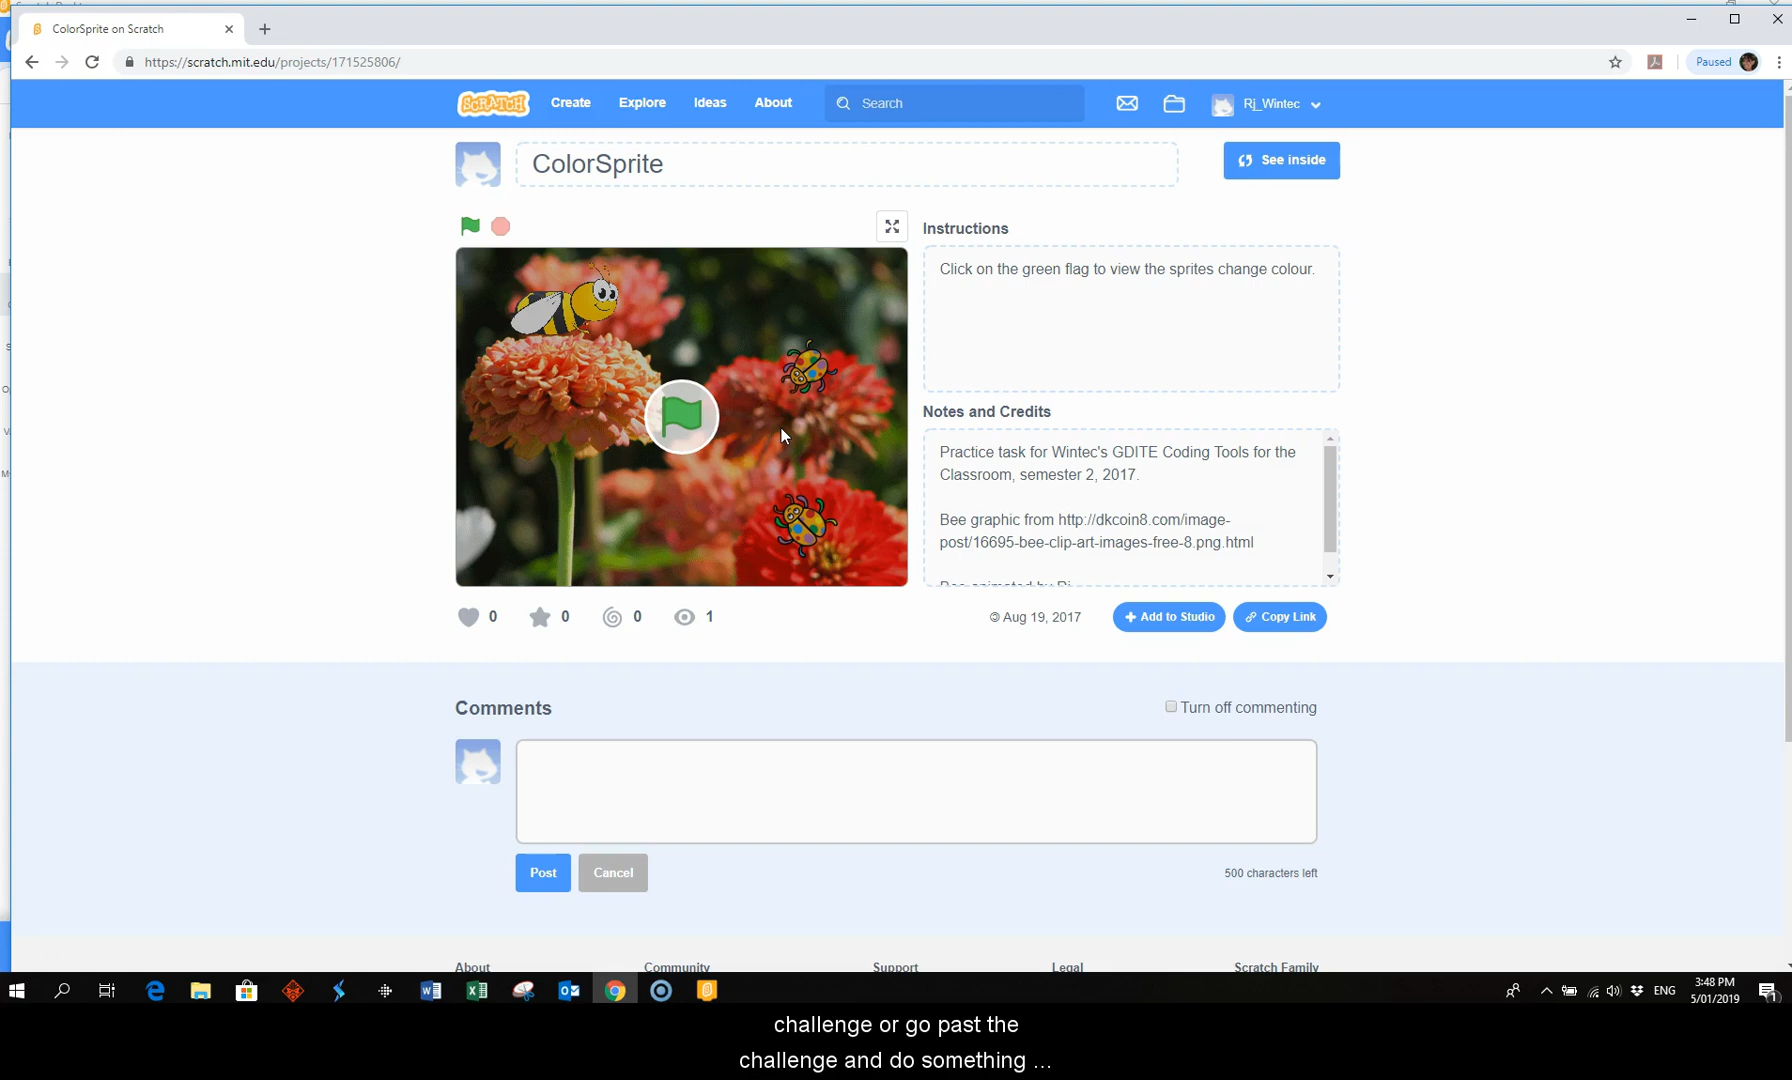 ColorSprite on Scratch
https://scratch.mit.edu/projects/171525806/
Paused
SCRATCH
Create
Explore
Ideas
About
Search
Rj_Wintec
ColorSprite
See inside
Instructions
Click on the green flag to view the sprites change colour.
Notes and Credits
Practice task for Wintec's GDITE Coding Tools for the
Classroom, semester 2, 2017.
Bee graphic from http://dkcoin8.com/image-
post/16695-bee-clip-art-images-free-8.png.html
Bee animated by Rj
0
0
0
1
© Aug 19, 2017
Add to Studio
Copy Link
Comments
Turn off commenting
Post
Cancel
500 characters left
About
Community
Support
Legal
Scratch Family
ENG
3:48 PM
5/01/2019
challenge or go past the
challenge and do something ...